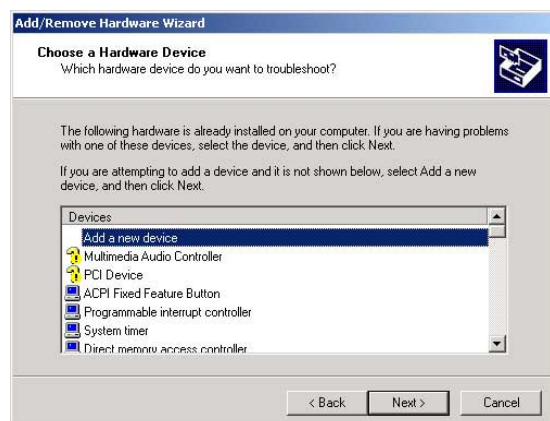 Add/Remove Hardware Wizard
Choose a Hardware Device
Which hardware device do you want to troubleshoot?
The following hardware is already installed on your computer. If you are having problems
with one of these devices, select the device, and then click Next.
If you are attempting to add a device and it is not shown below, select Add a new
device, and then click Next.
Devices
Add a new device
Multimedia Audio Controller
PCI Device
ACPI Fixed Feature Button
Programmable interrupt controller
System timer
Direct memory access controller
< Back Next > Cancel